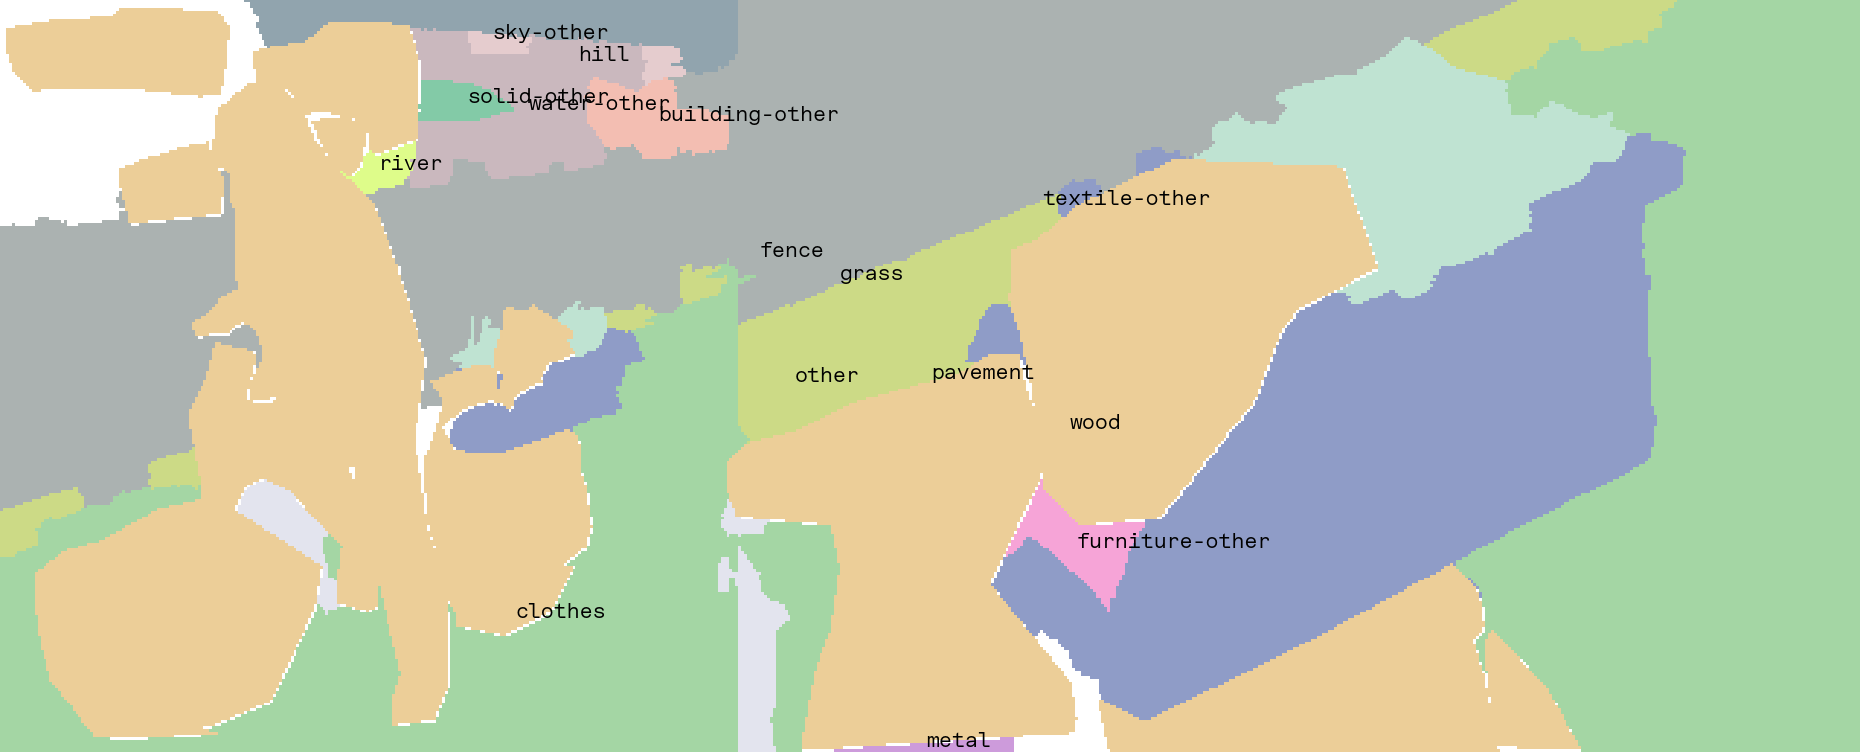 sky-other
hill
solid-other
water-other
building-other
river
textile-other
fence
grass
other
pavement
wood
furniture-other
clothes
metal